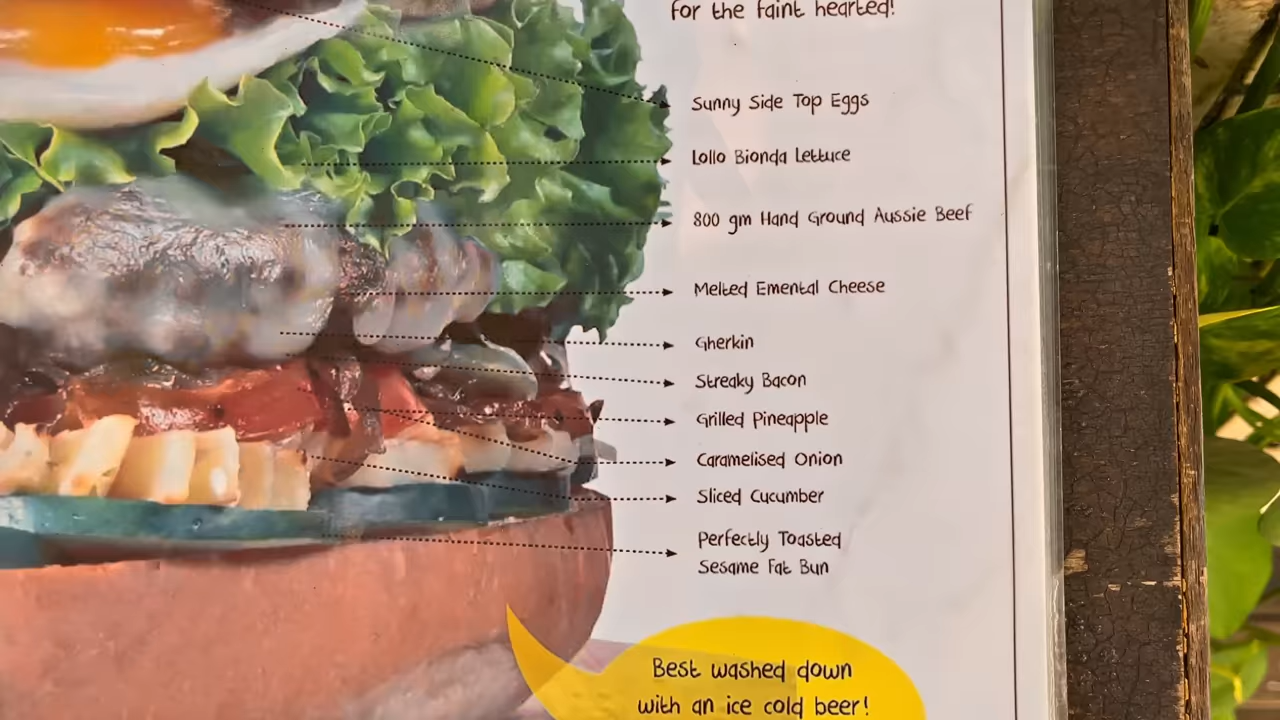 for the faint hearted!
Sunny Side Top Eggs
Lollo Bionda Lettuce
800 gm Hand Ground Aussie Beef
Melted Emental Cheese
Gherkin
Streaky Bacon
Grilled Pineapple
Caramelised Onion
Sliced Cucumber
Perfectly Toasted
Sesame Fat Bun
Best washed down
with an ice cold beer!